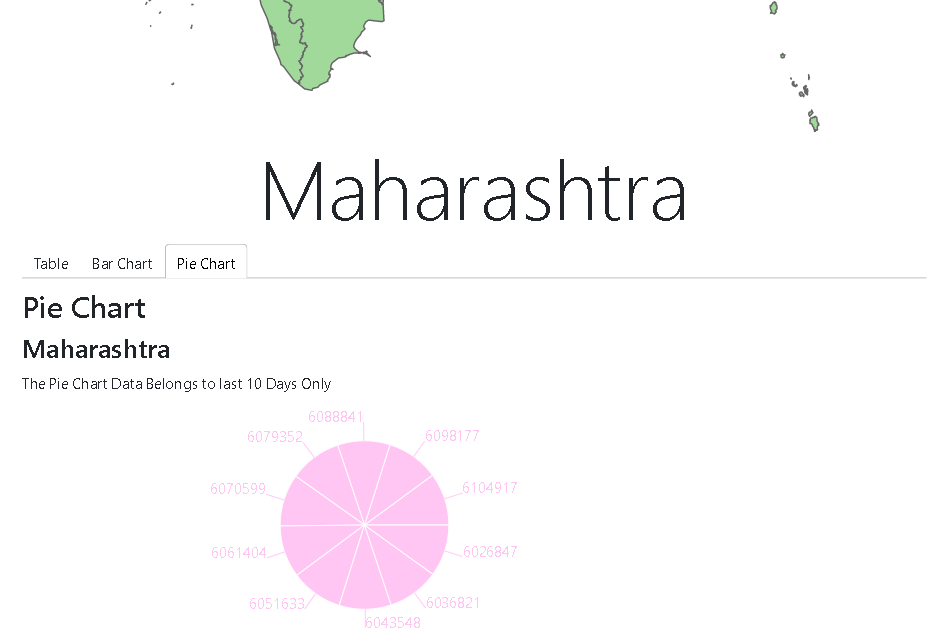 Maharashtra
Table
Bar Chart
Pie Chart
Pie Chart
Maharashtra
The Pie Chart Data Belongs to last 10 Days Only
6088841
6079352
6098177
6070599
6104917
6061404
6026847
6051633
6036821
6043548